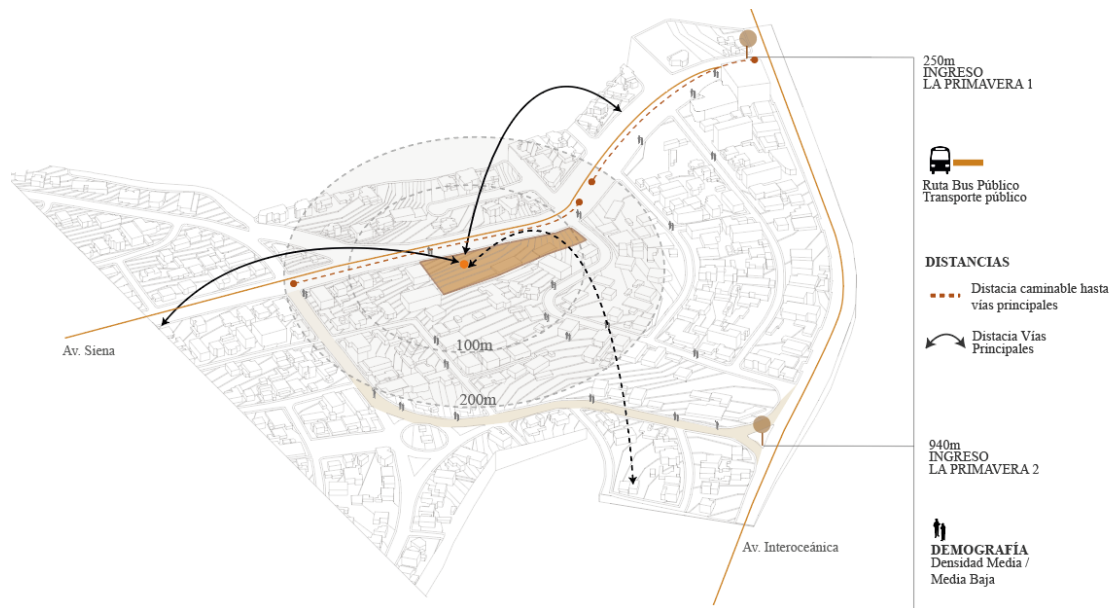 250m
INGRESO
LA PRIMAVERA 1
Ruta Bus Público
Transporte público
DISTANCIAS
Distacia caminable hasta
vías principales
Distacia Vías
Principales
Av. Siena
100m
200m
940m
INGRESO
LA PRIMAVERA 2
Av. Interoceánica
DEMOGRAFÍA
Densidad Media /
Media Baja